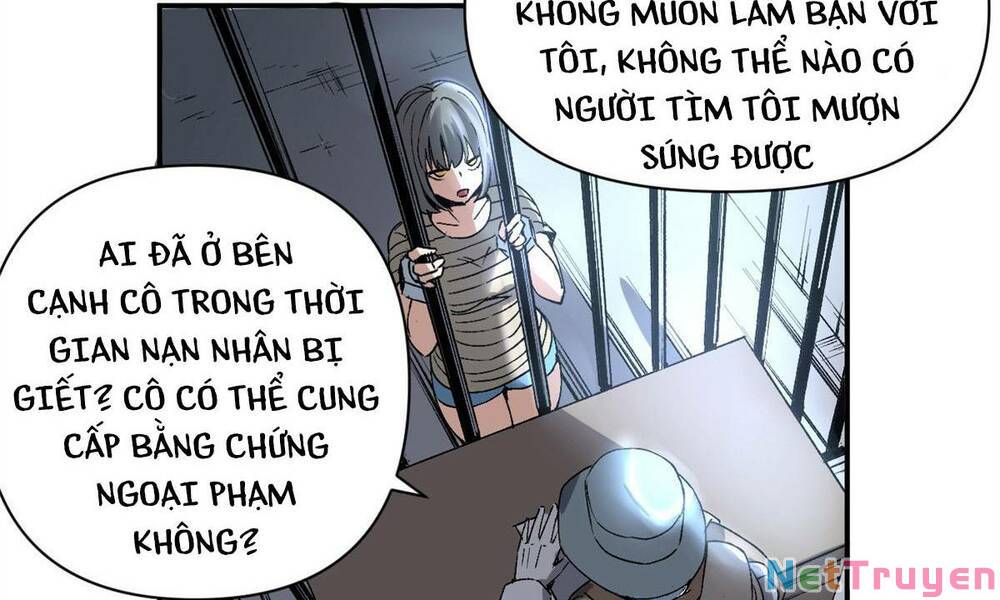 KHÔNG MUỐN LÀM BẠN VỚI
TÔI, KHÔNG THỂ NÀO CÓ
NGƯỜI TÌM TÔI MƯỢN
SÚNG ĐƯỢC
AI ĐÃ Ở BÊN
CẠNH CÔ TRONG THỜI
GIAN NẠN NHÂN BỊ
GIẾT? CÔ CÓ THỂ CUNG
CẤP BẰNG CHỨNG
NGOẠI PHẠM
KHÔNG?
NetTruyen